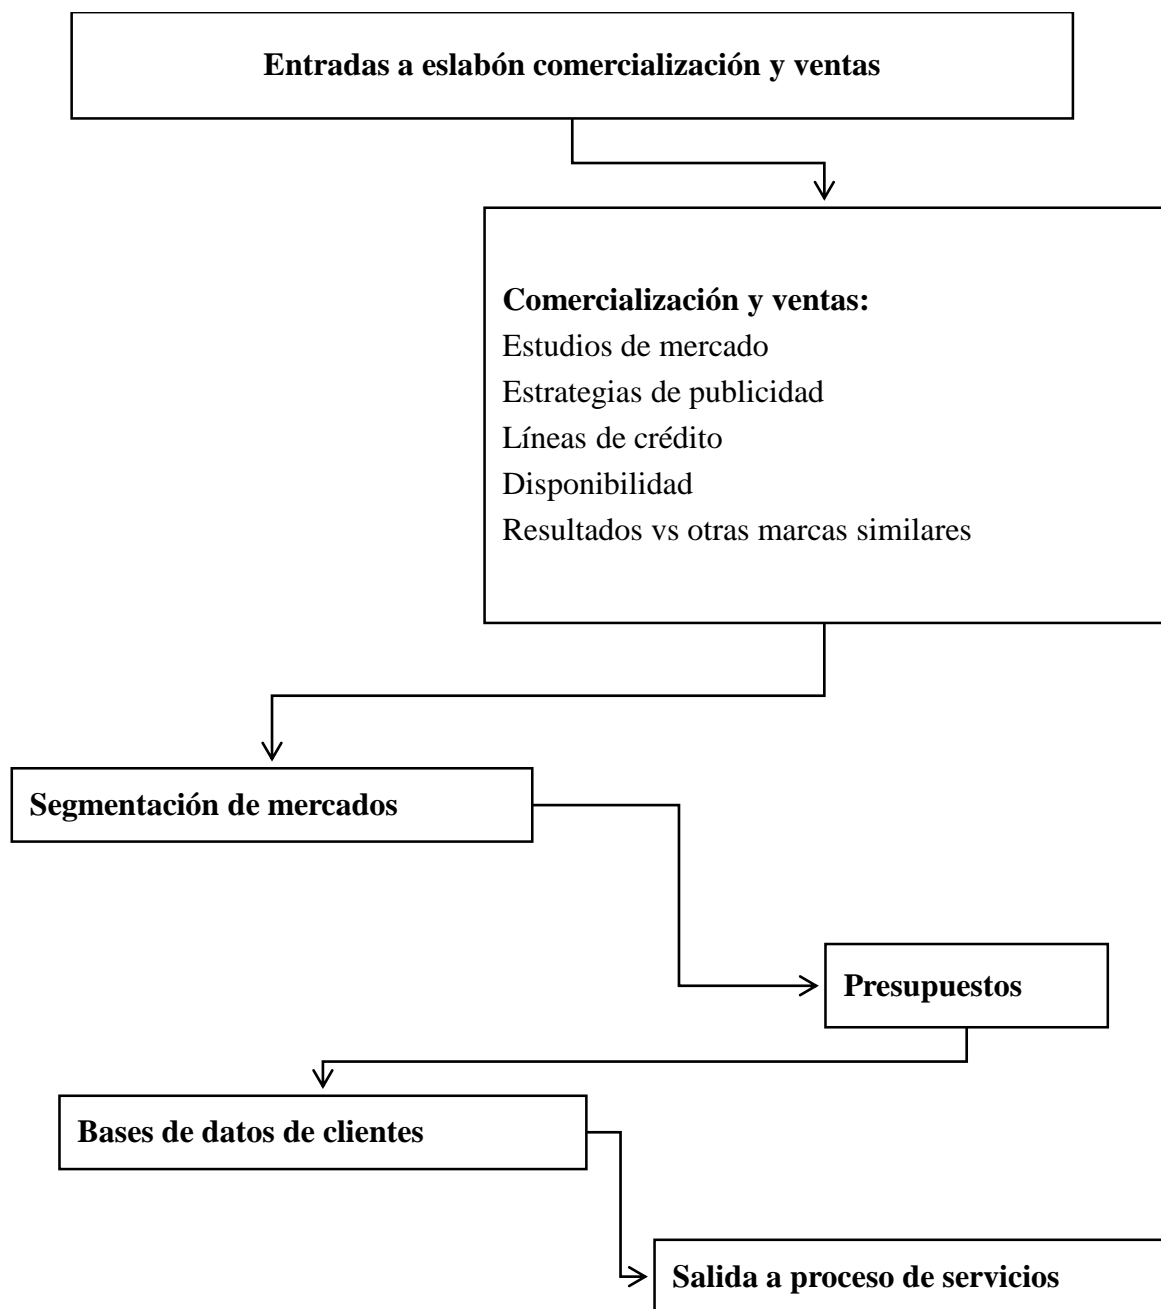 Entradas a eslabón comercialización y ventas
Comercialización y ventas:
Estudios de mercado
Estrategias de publicidad
Líneas de crédito
Disponibilidad
Resultados vs otras marcas similares
Segmentación de mercados
Presupuestos
Bases de datos de clientes
Salida a proceso de servicios